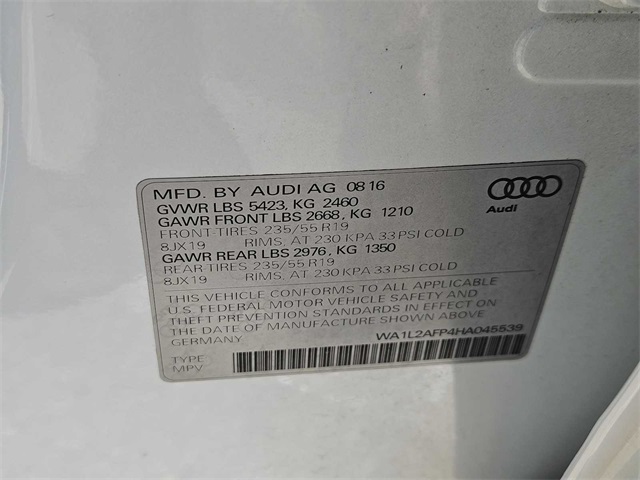 MFD. BY AUDI AG 08 16
GVWR LBS 5423, KG 2460
GAWR FRONT LBS 2668, KG 1210
FRONT-TIRES 235/55 R19
8JX19 RIMS, AT 230 KPA 33 PSI COLD
GAWR REAR LBS 2976, KG 1350
REAR-TIRES 235/55 R19
8JX19 RIMS, AT 230 KPA 33 PSI COLD
THIS VEHICLE CONFORMS TO ALL APPLICABLE
U.S. FEDERAL MOTOR VEHICLE SAFETY AND
THEFT PREVENTION STANDARDS IN EFFECT ON
THE DATE OF MANUFACTURE SHOWN ABOVE.
GERMANY WA1L2AFP4HA045539
TYPE:
MPV
Audi